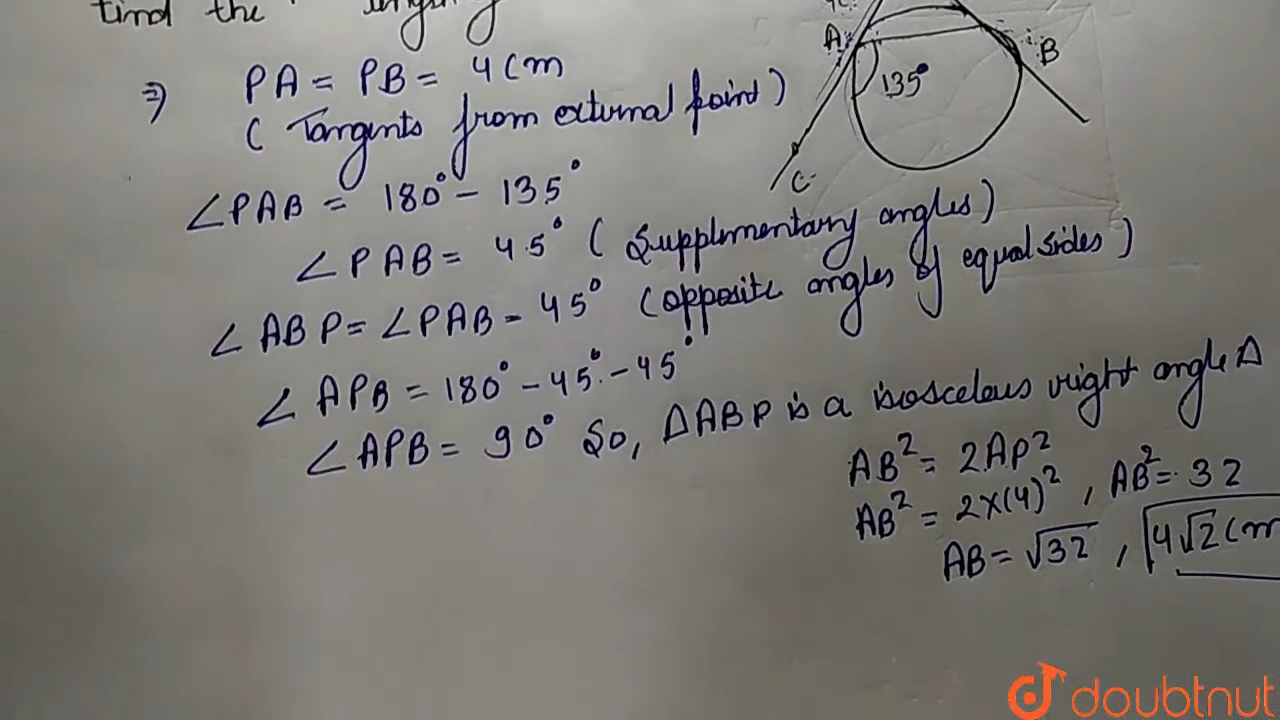 find the length
PA = PB = 4 Cm
A
B
⇒
135°
( Tangents from external point )
C
∠PAB = 180° - 135°
∠PAB = 45° ( Supplementary angles )
∠ABP = ∠PAB = 45° (opposite angles of equal sides )
∠APB = 180° - 45° - 45°
∠APB = 90° So, ΔABP is a isoscelous right angle Δ
AB² = 2AP²
AB² = 2×(4)² , AB² = 32
AB = √32 , 4√2 Cm
doubtnut